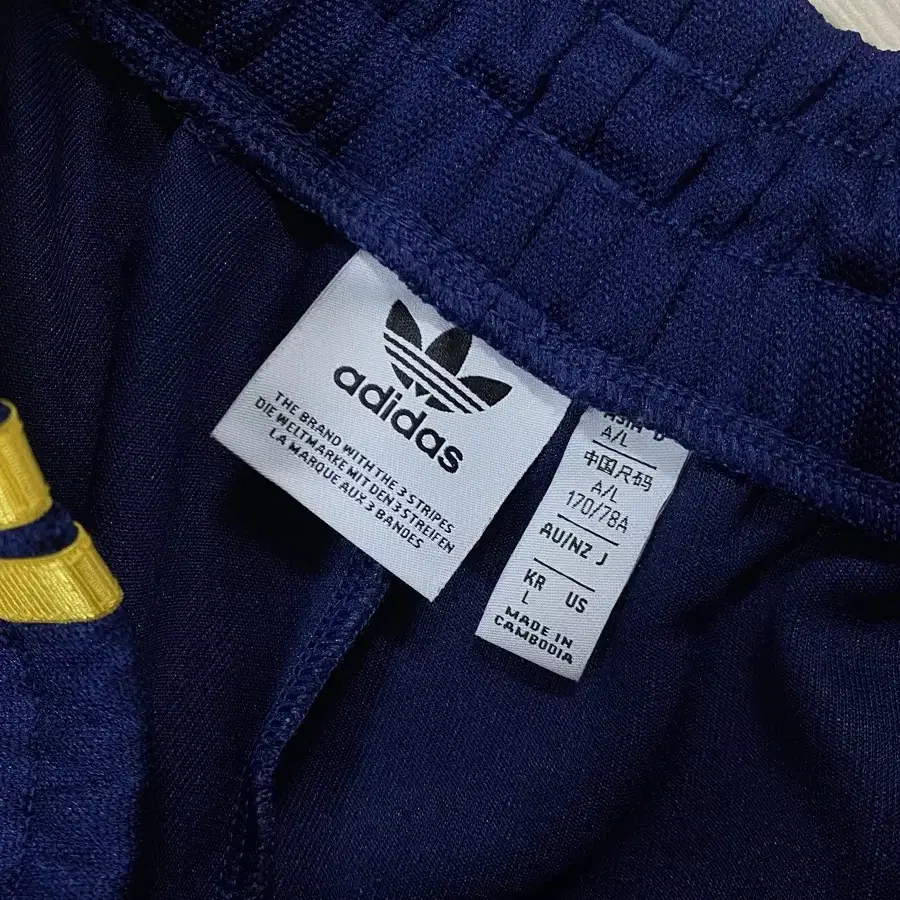 adidas
THE BRAND WITH THE 3 STRIPES
DIE WELTMARKE MIT DEN 3 STREIFEN
LA MARQUE AUX 3 BANDES
A/L
中国尺码
A/L
170/78A
AU/NZ J
KR US
L
MADE IN
CAMBODIA